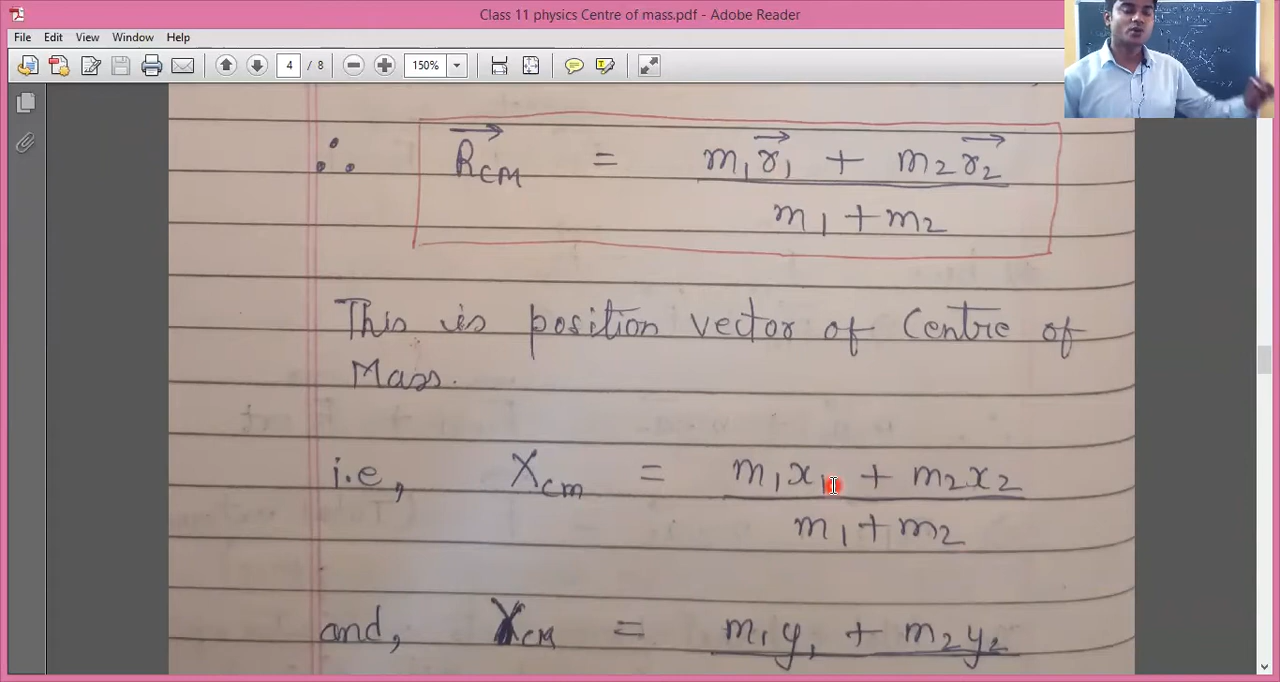 Class 11 physics Centre of mass.pdf - Adobe Reader
File Edit View Window Help
4 / 8 150%
∴ R⃗CM = m₁r⃗₁ + m₂r⃗₂
m₁ + m₂
This is position vector of Centre of
Mass.
i.e, Xcm = m₁x₁ + m₂x₂
m₁ + m₂
and, YCM = m₁y₁ + m₂y₂